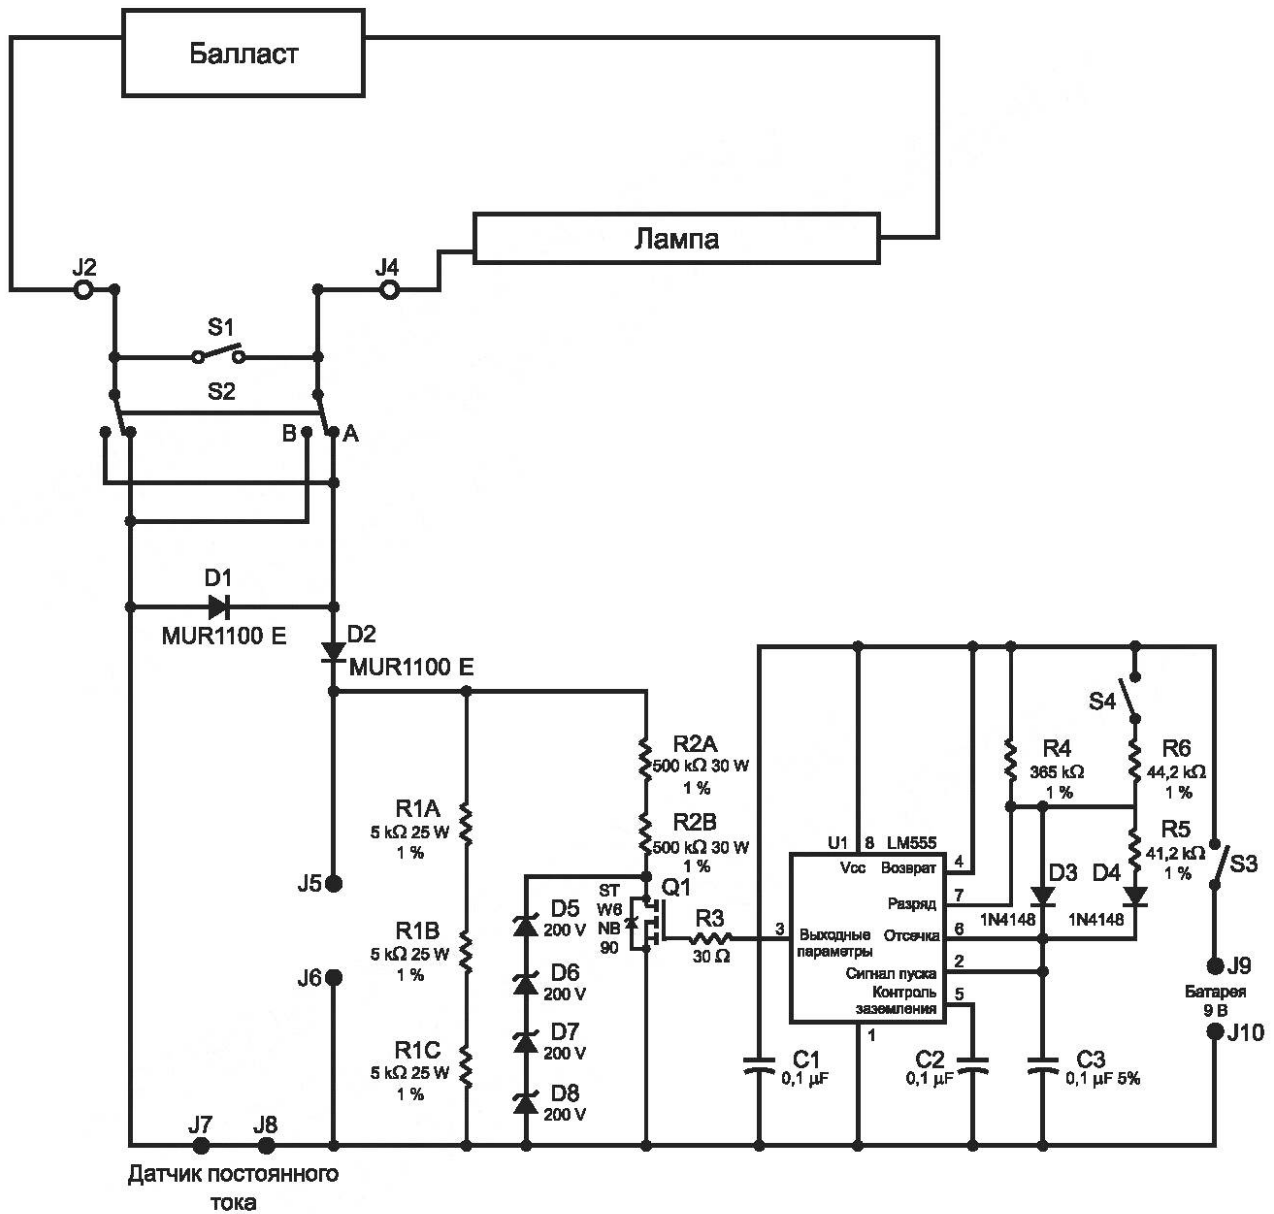 Балласт
Лампа
J2
J4
S1
S2
B
A
D1
MUR1100 E
D2
MUR1100 E
J5
J6
J7
J8
Датчик постоянного
тока
R1A
5 kΩ 25 W
1 %
R1B
5 kΩ 25 W
1 %
R1C
5 kΩ 25 W
1 %
R2A
500 kΩ 30 W
1 %
R2B
500 kΩ 30 W
1 %
D5
200 V
D6
200 V
D7
200 V
D8
200 V
ST
W6
NB
90
Q1
R3
30 Ω
U1
8
LM555
Vcc
Возврат
4
Разряд
7
3
Выходные
параметры
Отсечка
6
Сигнал пуска
2
Контроль
заземления
5
1
C1
0,1 μF
C2
0,1 μF
C3
0,1 μF 5%
R4
365 kΩ
1 %
S4
R6
44,2 kΩ
1 %
R5
41,2 kΩ
1 %
D3
1N4148
D4
1N4148
S3
J9
Батарея
9 В
J10